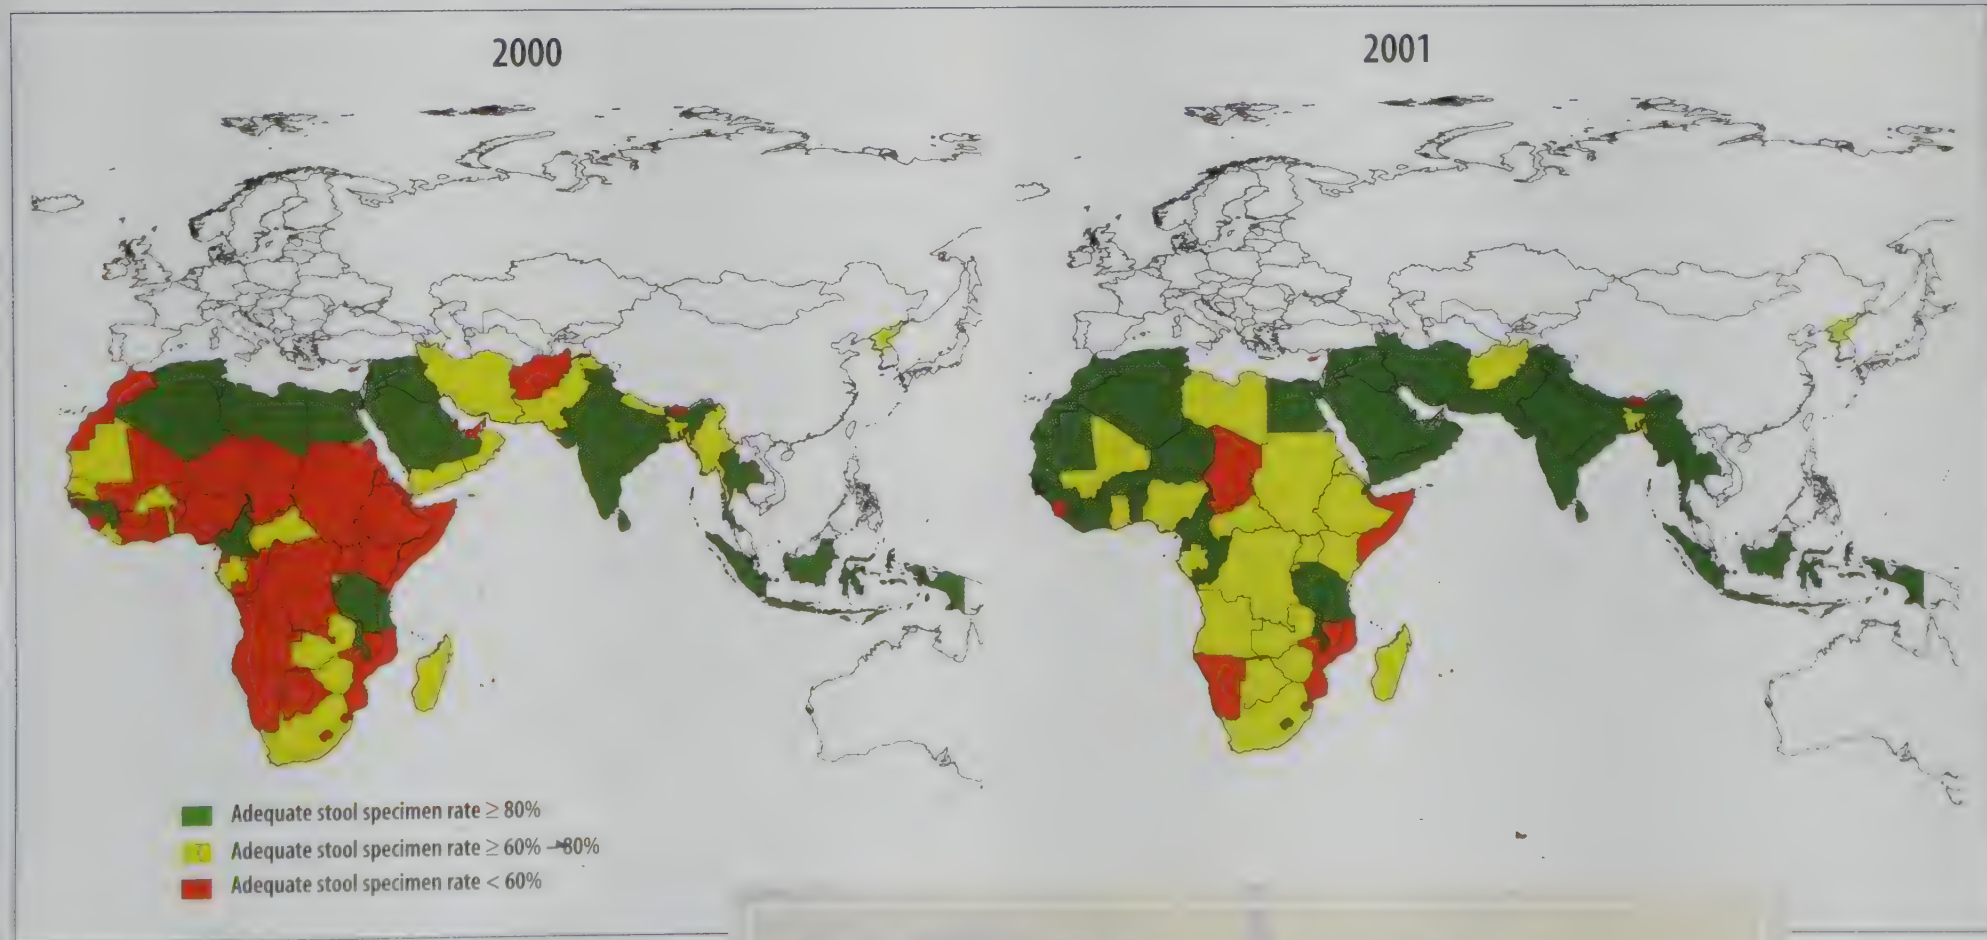 2000
2001
Adequate stool specimen rate ≥ 80%
Adequate stool specimen rate ≥ 60% –80%
Adequate stool specimen rate < 60%